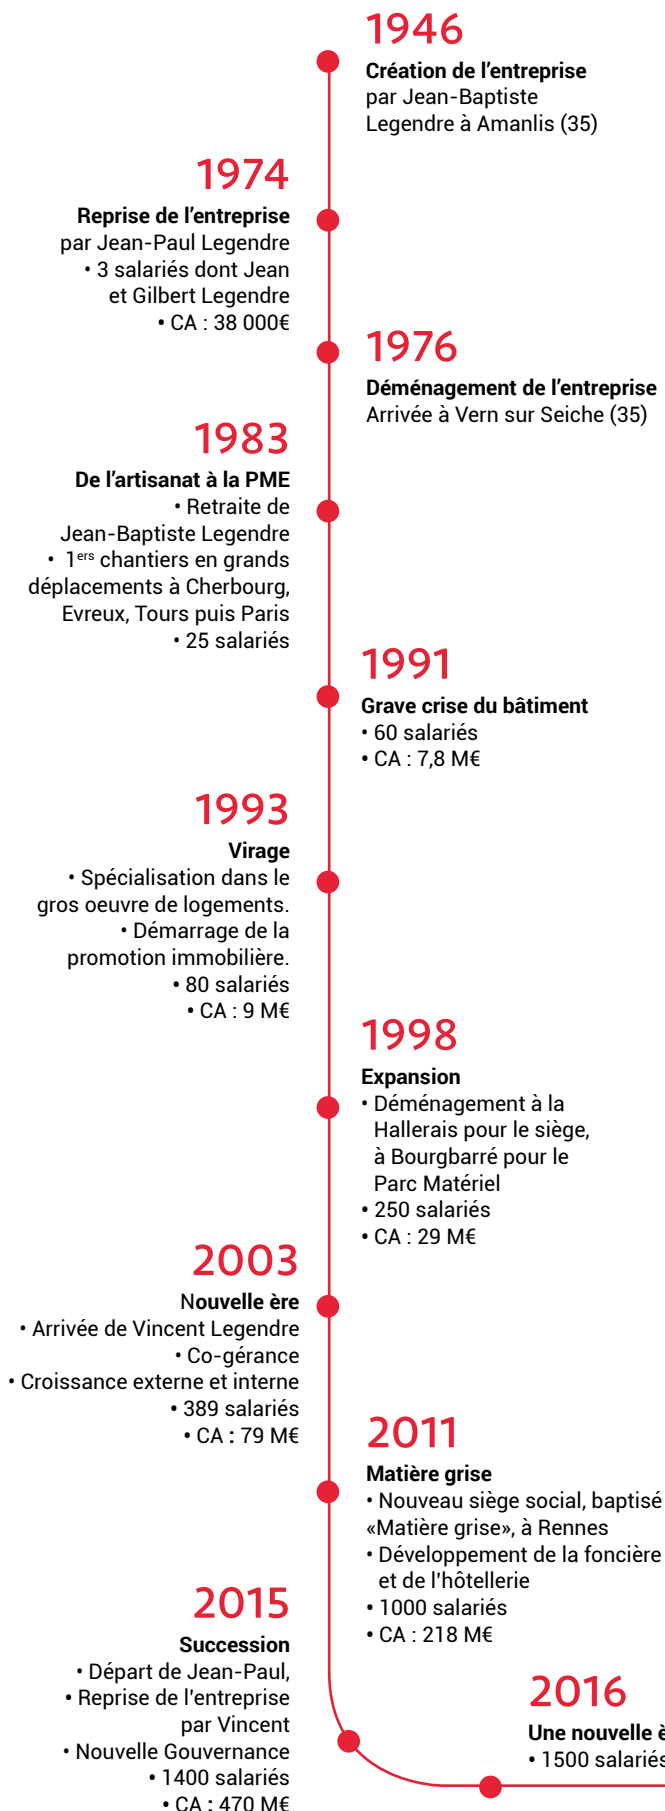 1946
Création de l'entreprise
par Jean-Baptiste
Legendre à Amanlis (35)
1974
Reprise de l'entreprise
par Jean-Paul Legendre
• 3 salariés dont Jean
et Gilbert Legendre
• CA : 38 000€
1976
Déménagement de l'entreprise
Arrivée à Vern sur Seiche (35)
1983
De l'artisanat à la PME
• Retraite de
Jean-Baptiste Legendre
• 1ers chantiers en grands
déplacements à Cherbourg,
Evreux, Tours puis Paris
• 25 salariés
1991
Grave crise du bâtiment
• 60 salariés
• CA : 7,8 M€
1993
Virage
• Spécialisation dans le
gros oeuvre de logements.
• Démarrage de la
promotion immobilière.
• 80 salariés
• CA : 9 M€
1998
Expansion
• Déménagement à la
Hallerais pour le siège,
à Bourgbarré pour le
Parc Matériel
• 250 salariés
• CA : 29 M€
2003
Nouvelle ère
• Arrivée de Vincent Legendre
• Co-gérance
• Croissance externe et interne
• 389 salariés
• CA : 79 M€
2011
Matière grise
• Nouveau siège social, baptisé
«Matière grise», à Rennes
• Développement de la foncière
et de l'hôtellerie
• 1000 salariés
• CA : 218 M€
2015
Succession
• Départ de Jean-Paul,
• Reprise de l'entreprise
par Vincent
• Nouvelle Gouvernance
• 1400 salariés
• CA : 470 M€
2016
Une nouvelle
• 1500 salariés